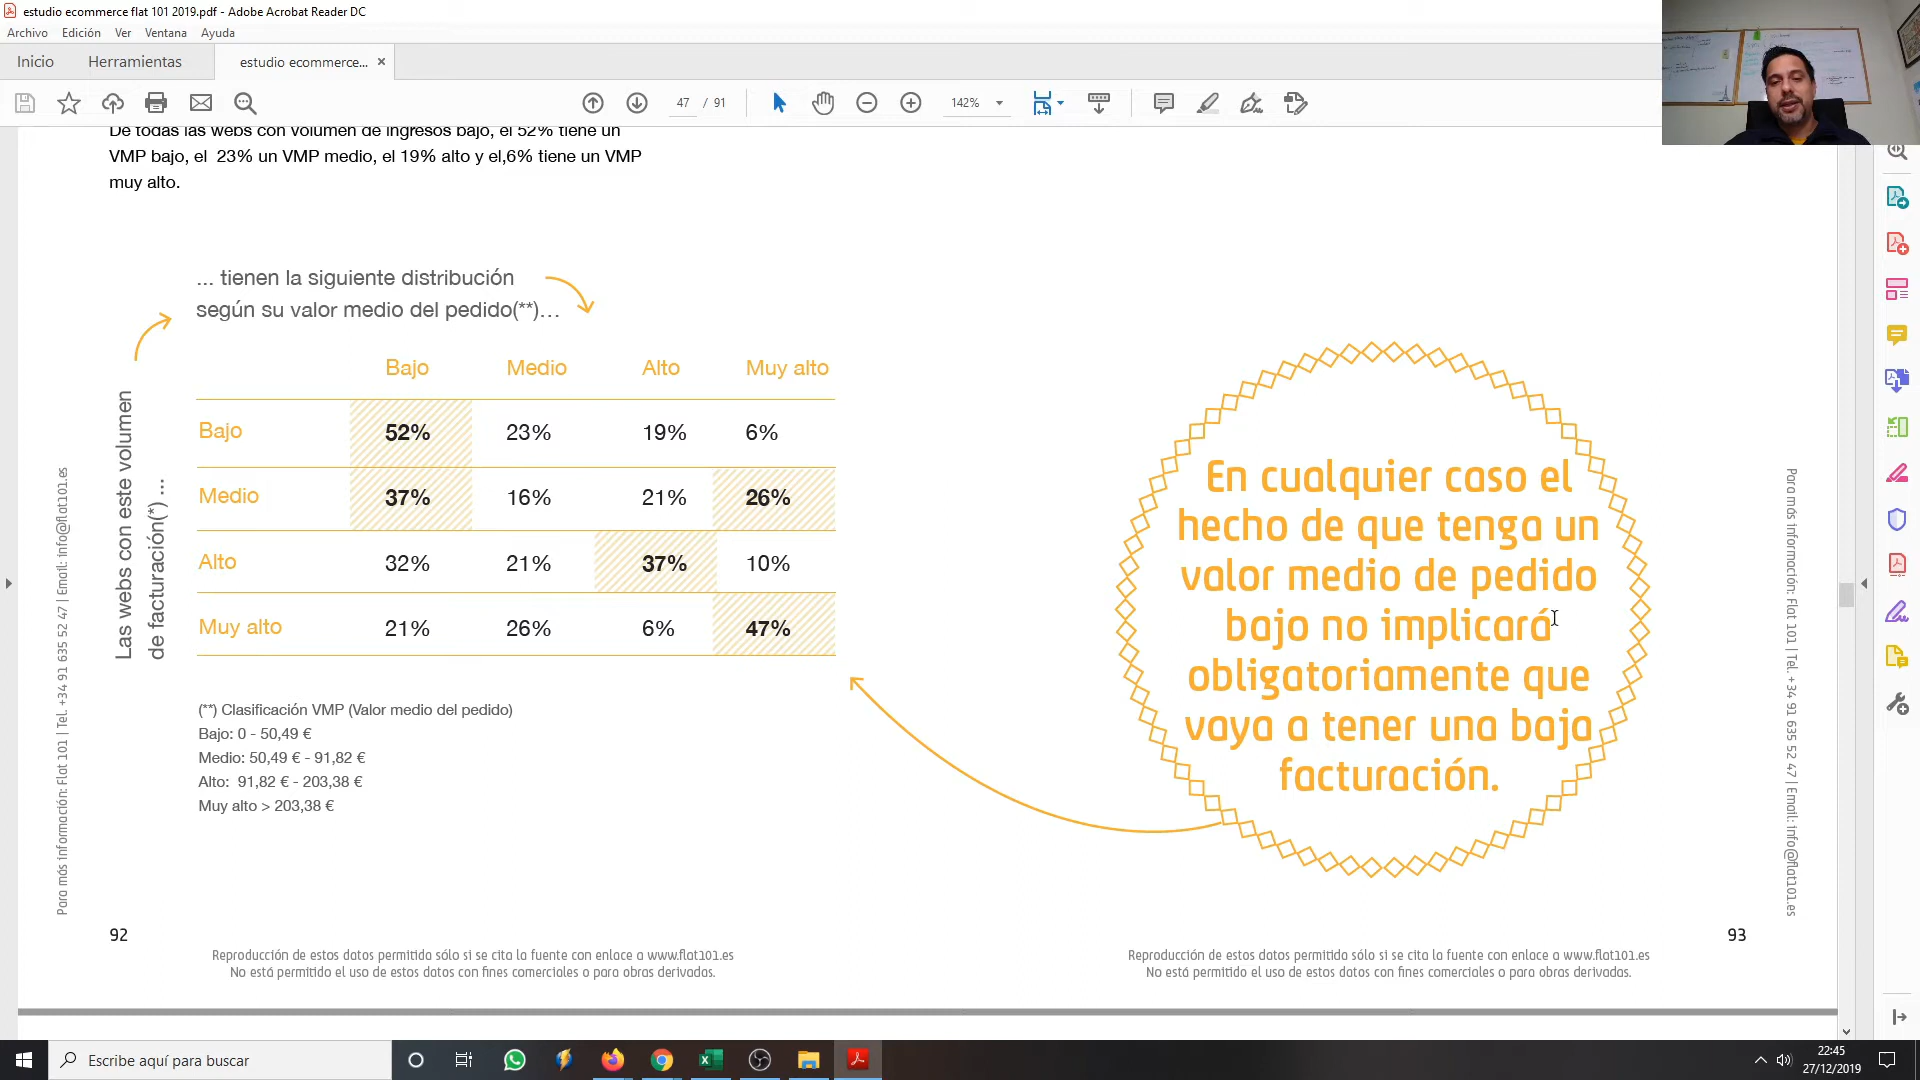 estudio ecommerce flat 101 2019.pdf - Adobe Acrobat Reader DC
Archivo Edición Ver Ventana Ayuda
Inicio Herramientas estudio ecommerce... ×
47 / 91 142%
De todas las webs con volumen de ingresos bajo, el 52% tiene un
VMP bajo, el 23% un VMP medio, el 19% alto y el,6% tiene un VMP
muy alto.
... tienen la siguiente distribución
según su valor medio del pedido(**)...
Las webs con este volumen
de facturación(*) ...
Bajo Medio Alto Muy alto
Bajo 52% 23% 19% 6%
Medio 37% 16% 21% 26%
Alto 32% 21% 37% 10%
Muy alto 21% 26% 6% 47%
(**) Clasificación VMP (Valor medio del pedido)
Bajo: 0 - 50,49 €
Medio: 50,49 € - 91,82 €
Alto: 91,82 € - 203,38 €
Muy alto > 203,38 €
Para más información: Flat 101 | Tel. +34 91 635 52 47 | Email: info@flat101.es
92
Reproducción de estos datos permitida sólo si se cita la fuente con enlace a www.flat101.es
No está permitido el uso de estos datos con fines comerciales o para obras derivadas.
En cualquier caso el
hecho de que tenga un
valor medio de pedido
bajo no implicará
obligatoriamente que
vaya a tener una baja
facturación.
Para más información: Flat 101 | Tel. +34 91 635 52 47 | Email: info@flat101.es
93
Reproducción de estos datos permitida sólo si se cita la fuente con enlace a www.flat101.es
No está permitido el uso de estos datos con fines comerciales o para obras derivadas.
Escribe aquí para buscar
22:45
27/12/2019